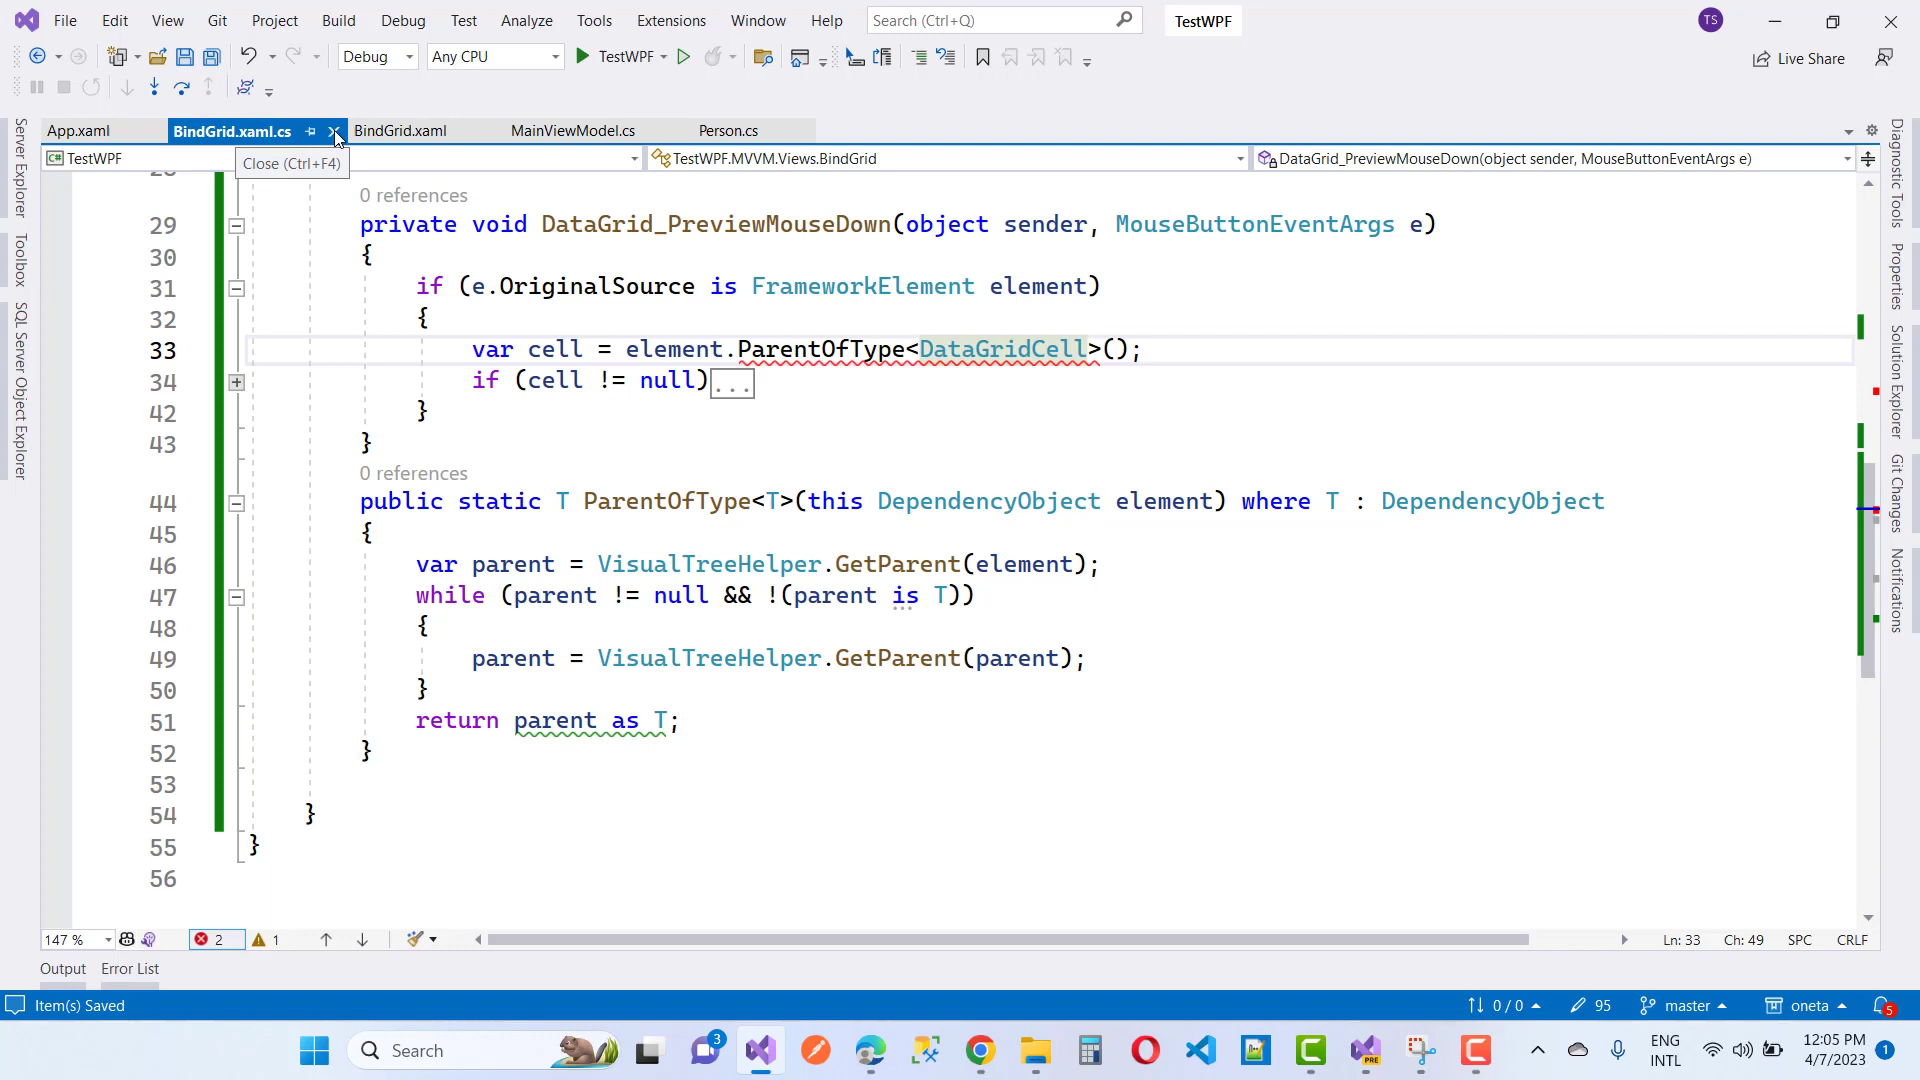 File Edit View Git Project Build Debug Test Analyze Tools Extensions Window Help Search (Ctrl+Q) TestWPF TS
Debug Any CPU TestWPF Live Share
App.xaml BindGrid.xaml.cs BindGrid.xaml MainViewModel.cs Person.cs
C# TestWPF TestWPF.MVVM.Views.BindGrid DataGrid_PreviewMouseDown(object sender, MouseButtonEventArgs e)
Close (Ctrl+F4)
Server Explorer
Toolbox
SQL Server Object Explorer
0 references
29 private void DataGrid_PreviewMouseDown(object sender, MouseButtonEventArgs e)
30 {
31 if (e.OriginalSource is FrameworkElement element)
32 {
33 var cell = element.ParentOfType<DataGridCell>();
34 if (cell != null)...
42 }
43 }
0 references
44 public static T ParentOfType<T>(this DependencyObject element) where T : DependencyObject
45 {
46 var parent = VisualTreeHelper.GetParent(element);
47 while (parent != null && !(parent is T))
48 {
49 parent = VisualTreeHelper.GetParent(parent);
50 }
51 return parent as T;
52 }
53
54 }
55 }
56
Diagnostic Tools
Properties
Solution Explorer
Git Changes
Notifications
147 % 2 1 Ln: 33 Ch: 49 SPC CRLF
Output Error List
Item(s) Saved 0 / 0 95 master oneta 5
Search 3 PRE ENG INTL 12:05 PM 4/7/2023 1